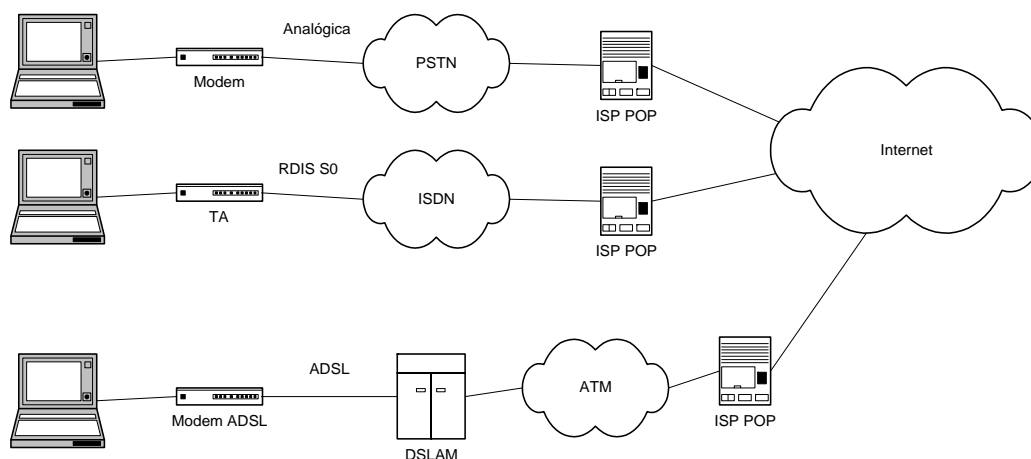 Analógica
PSTN
Modem
ISP POP
Internet
RDIS S0
ISDN
TA
ISP POP
ADSL
ATM
Modem ADSL
ISP POP
DSLAM